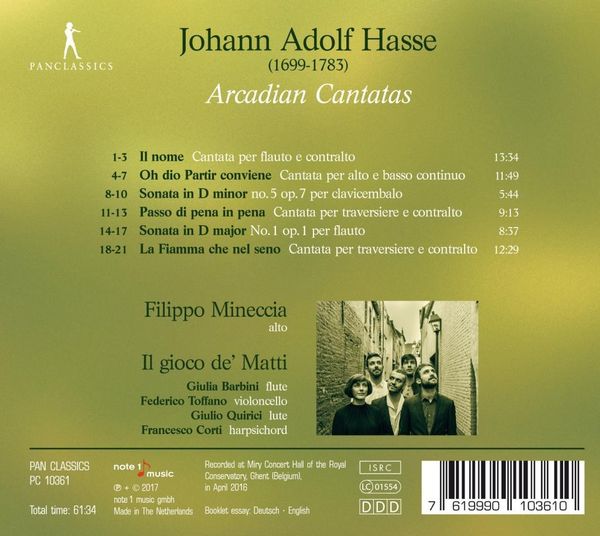 PANCLASSICS
Johann Adolf Hasse
(1699-1783)
Arcadian Cantatas
1-3 Il nome Cantata per flauto e contralto 13:34
4-7 Oh dio Partir conviene Cantata per alto e basso continuo 11:49
8-10 Sonata in D minor no.5 op.7 per clavicembalo 5:44
11-13 Passo di pena in pena Cantata per traversiere e contralto 9:13
14-17 Sonata in D major No.1 op.1 per flauto 8:37
18-21 La Fiamma che nel seno Cantata per traversiere e contralto 12:29
Filippo Mineccia
alto
Il gioco de' Matti
Giulia Barbini flute
Federico Toffano violoncello
Giulio Quirici lute
Francesco Corti harpsichord
PAN CLASSICS
PC 10361
Total time: 61:34
note 1 music
℗ + © 2017
note 1 music gmbh
Made in The Netherlands
Recorded at Miry Concert Hall of the Royal
Conservatory, Ghent (Belgium),
in April 2016
Booklet essay: Deutsch · English
ISRC
LC 01554
DDD
7 619990 103610